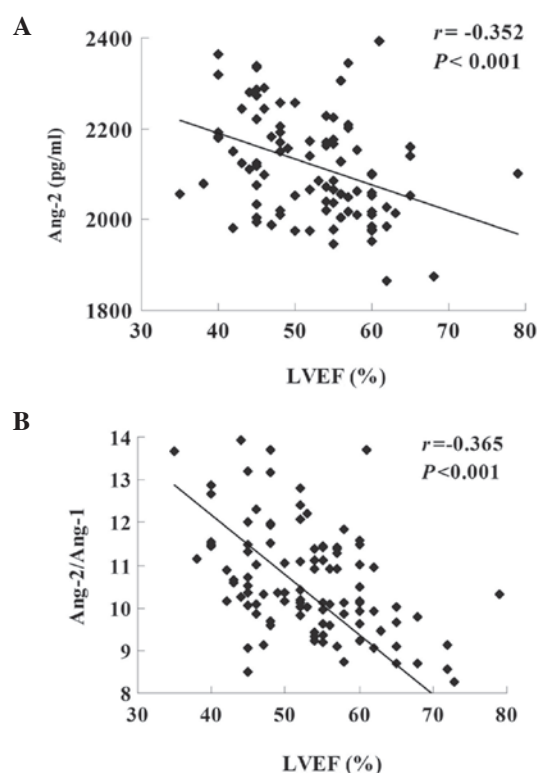 A
r= -0.352
P< 0.001
Ang-2 (pg/ml)
2400
2200
2000
1800
30 40 50 60 70 80
LVEF (%)
B
r=-0.365
P<0.001
Ang-2/Ang-1
14
13
12
11
10
9
8
30 40 50 60 70 80
LVEF (%)